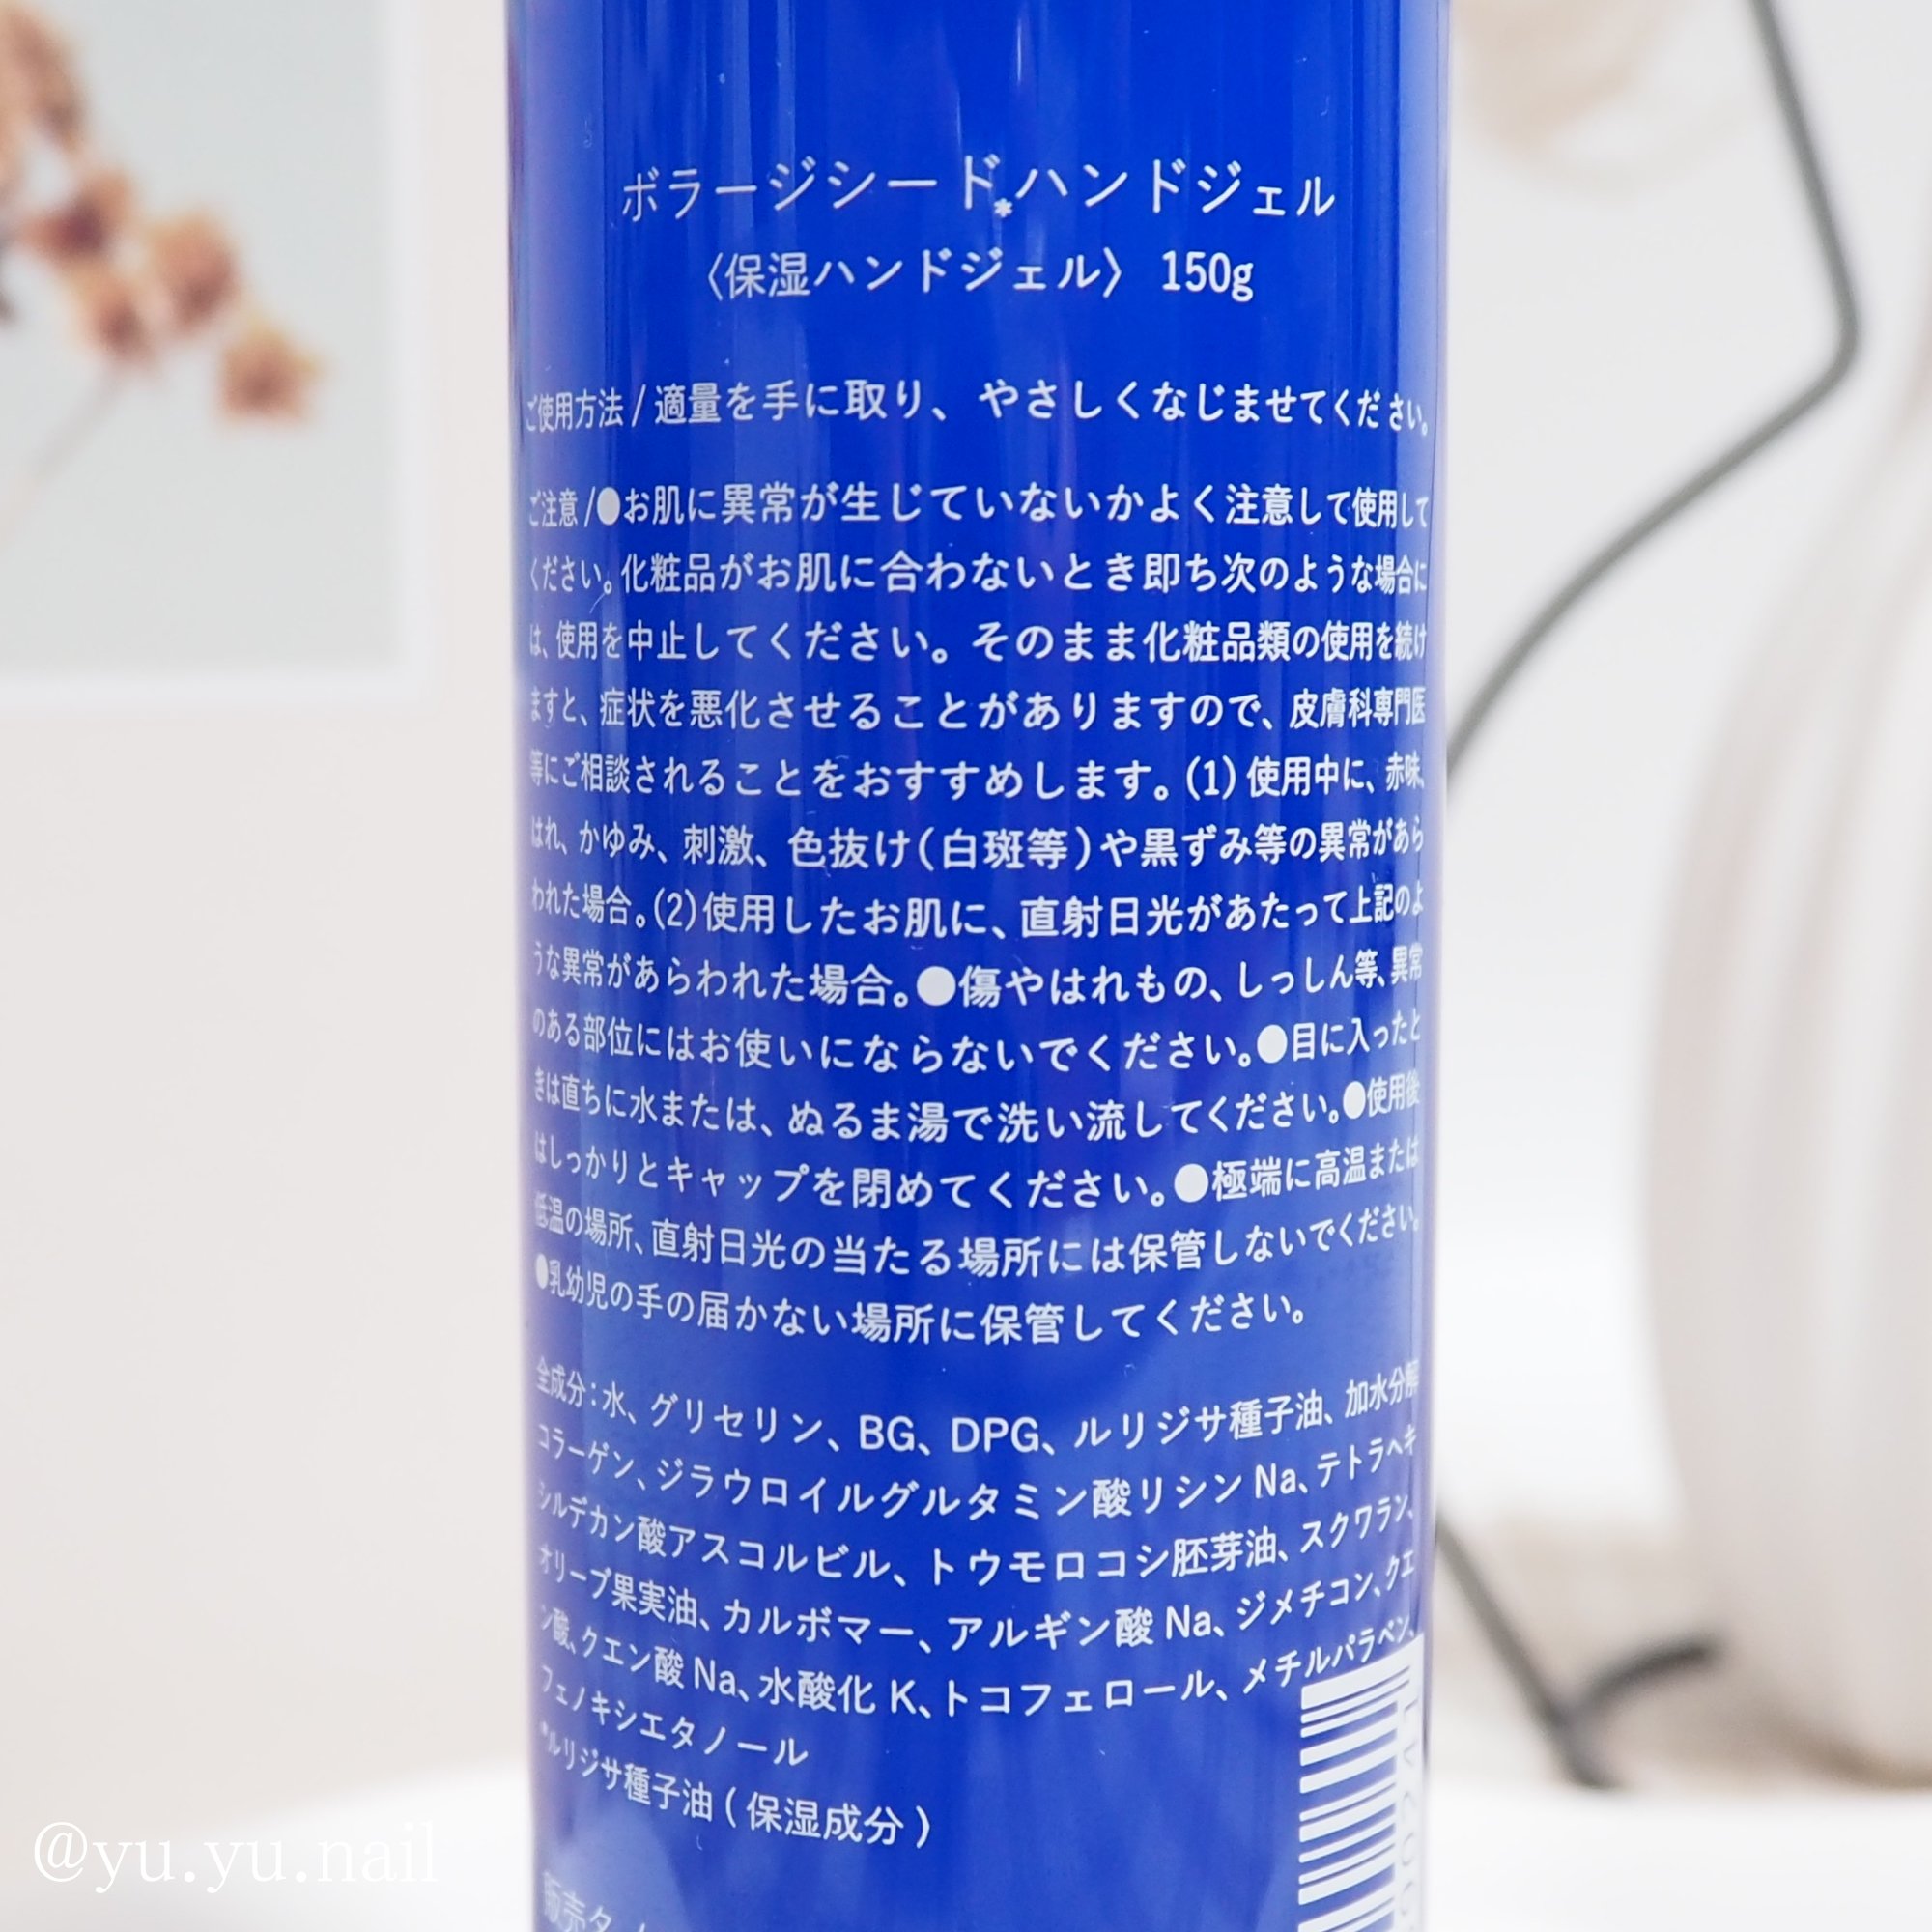 ボラージシード*ハンドジェル
〈保湿ハンドジェル〉 150g
ご使用方法/適量を手に取り、やさしくなじませてください。
ご注意/●お肌に異常が生じていないかよく注意して使用して
ください。化粧品がお肌に合わないとき即ち次のような場合に
は、使用を中止してください。そのまま化粧品類の使用を続け
ますと、症状を悪化させることがありますので、皮膚科専門医
等にご相談されることをおすすめします。(1)使用中に、赤味、
はれ、かゆみ、刺激、色抜け(白斑等)や黒ずみ等の異常があら
われた場合。(2)使用したお肌に、直射日光があたって上記のよ
うな異常があらわれた場合。●傷やはれもの、しっしん等、異常
のある部位にはお使いにならないでください。●目に入ったと
きは直ちに水または、ぬるま湯で洗い流してください。●使用後
はしっかりとキャップを閉めてください。●極端に高温または
低温の場所、直射日光の当たる場所には保管しないでください。
●乳幼児の手の届かない場所に保管してください。
全成分:水、グリセリン、BG、DPG、ルリジサ種子油、加水分解
コラーゲン、ジラウロイルグルタミン酸リシンNa、テトラヘキ
シルデカン酸アスコルビル、トウモロコシ胚芽油、スクワラン、
オリーブ果実油、カルボマー、アルギン酸Na、ジメチコン、クエ
ン酸、クエン酸Na、水酸化K、トコフェロール、メチルパラベン、
フェノキシエタノール
*ルリジサ種子油(保湿成分)
@yu.yu.nail